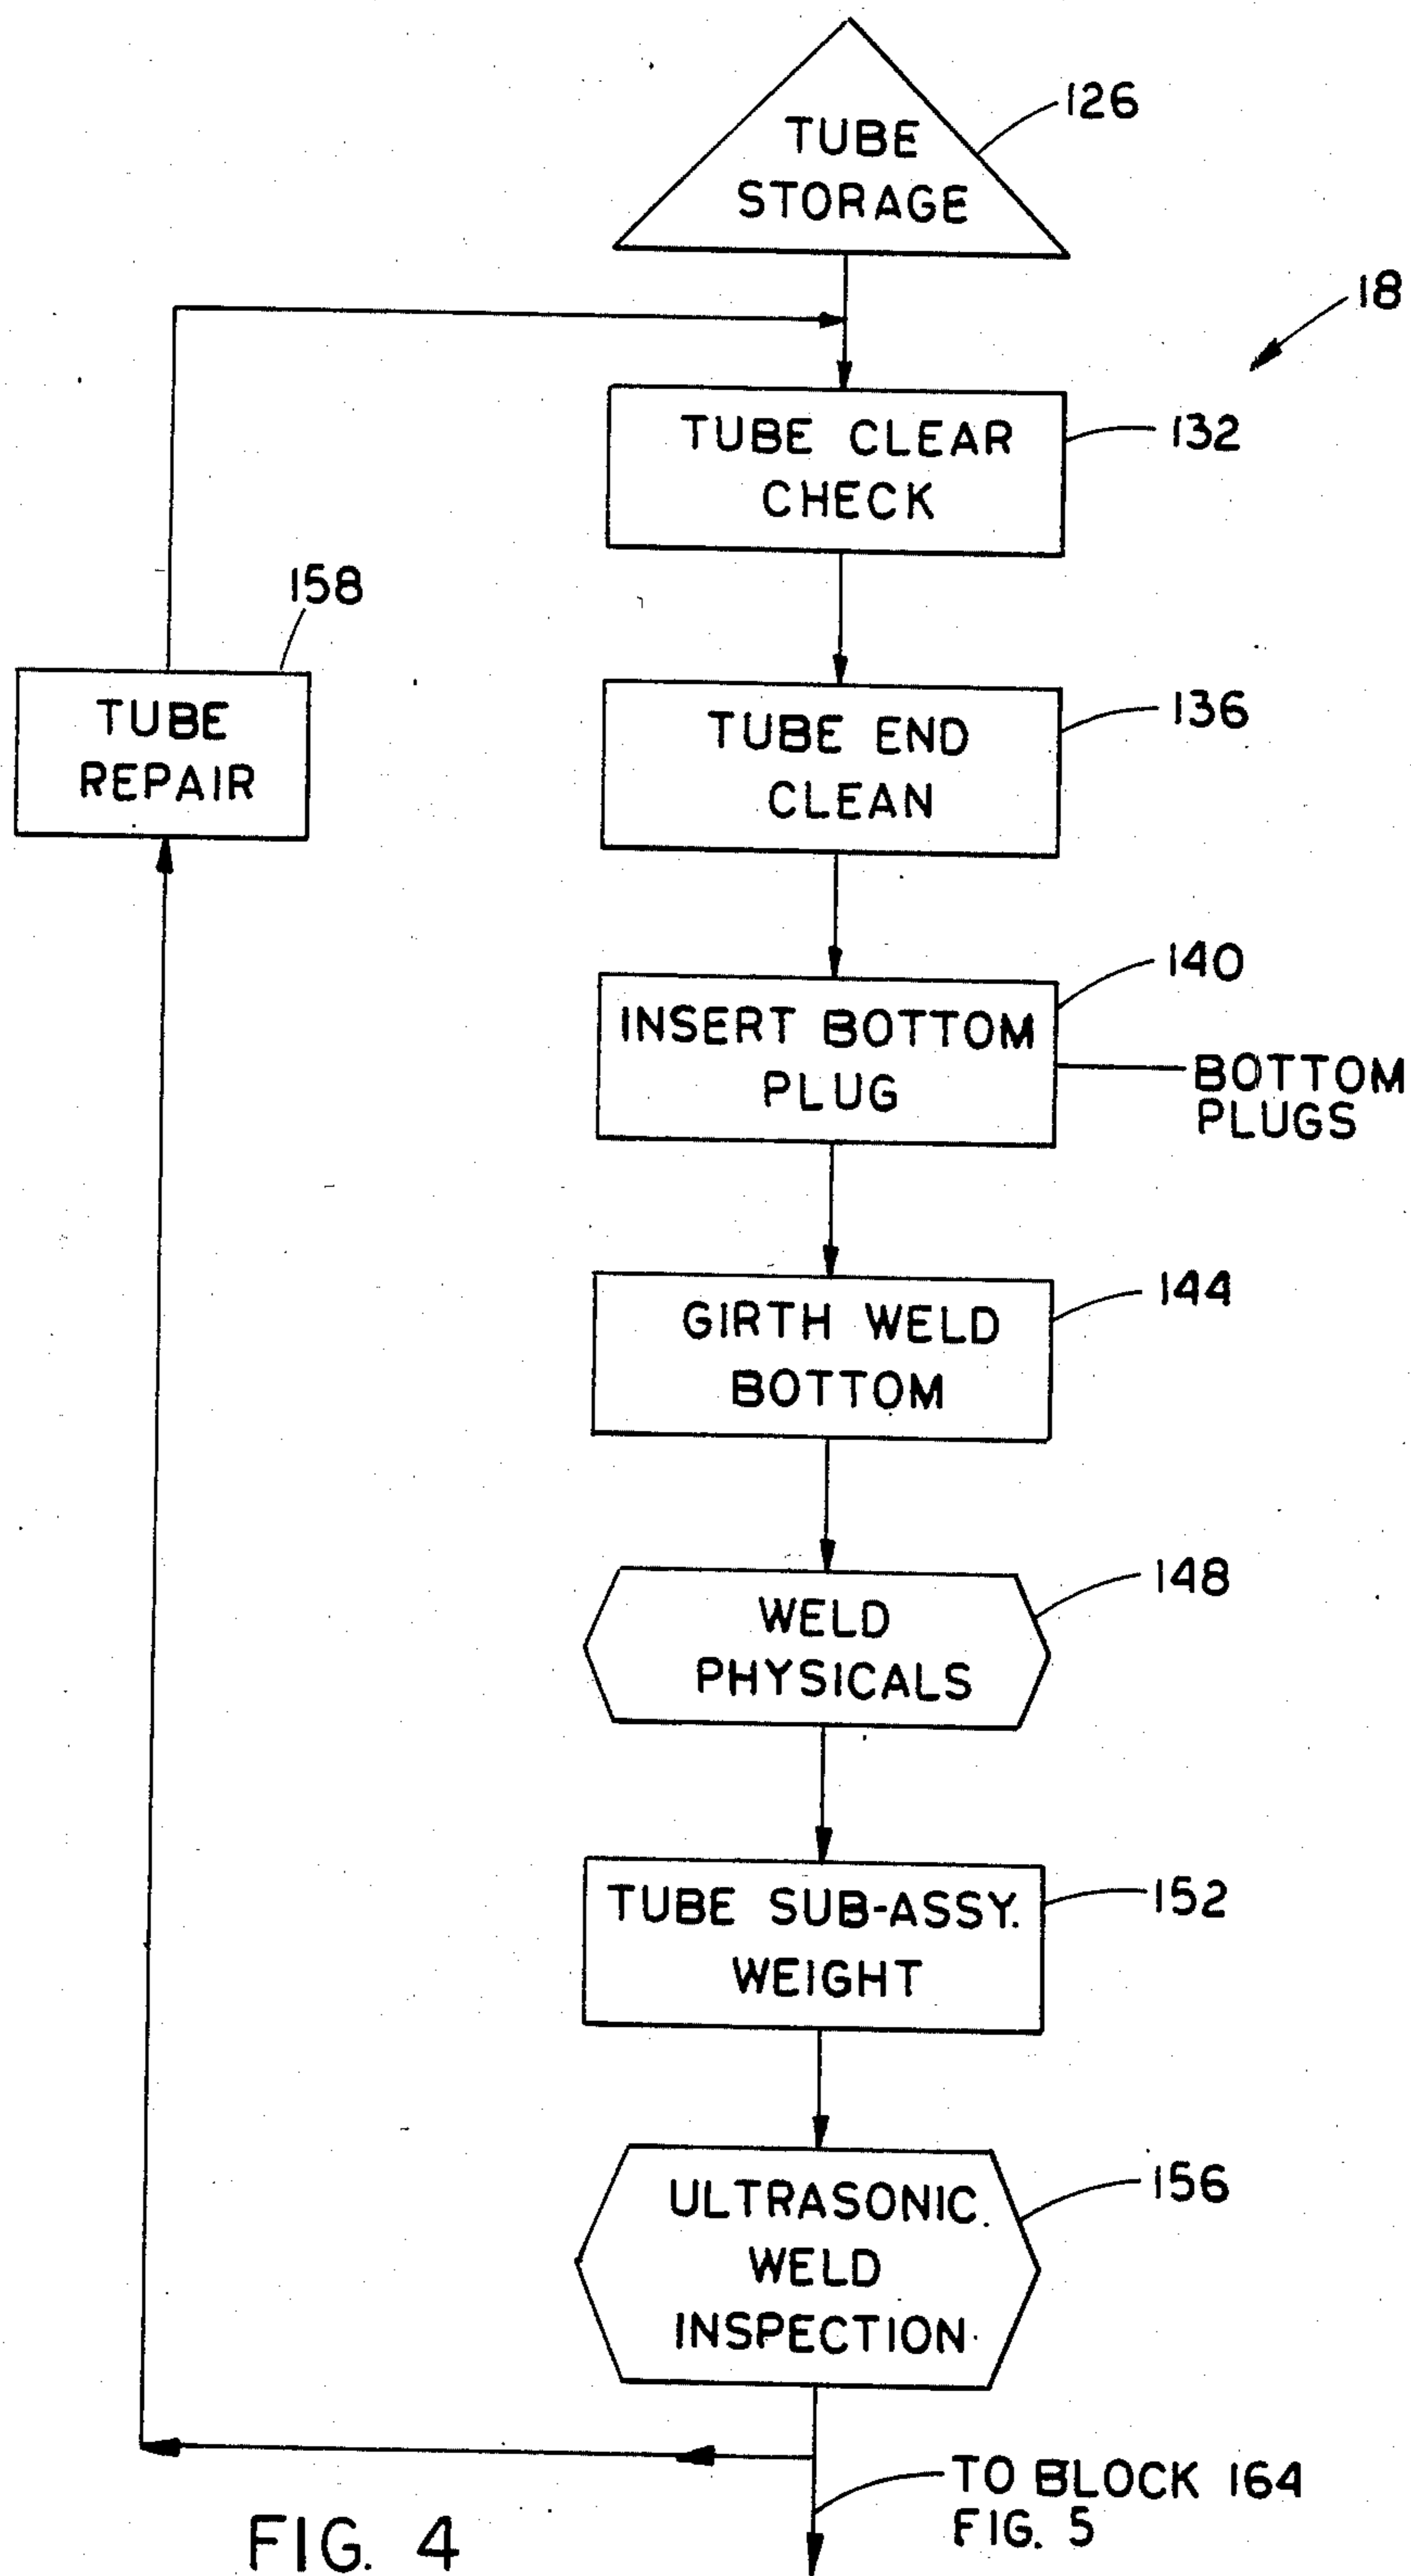 TUBE
STORAGE
126
18
TUBE CLEAR
CHECK
132
158
TUBE
REPAIR
TUBE END
CLEAN
136
INSERT BOTTOM
PLUG
140
BOTTOM
PLUGS
GIRTH WELD
BOTTOM
144
WELD
PHYSICALS
148
TUBE SUB-ASSY.
WEIGHT
152
ULTRASONIC
WELD
INSPECTION
156
TO BLOCK 164
FIG. 5
FIG. 4